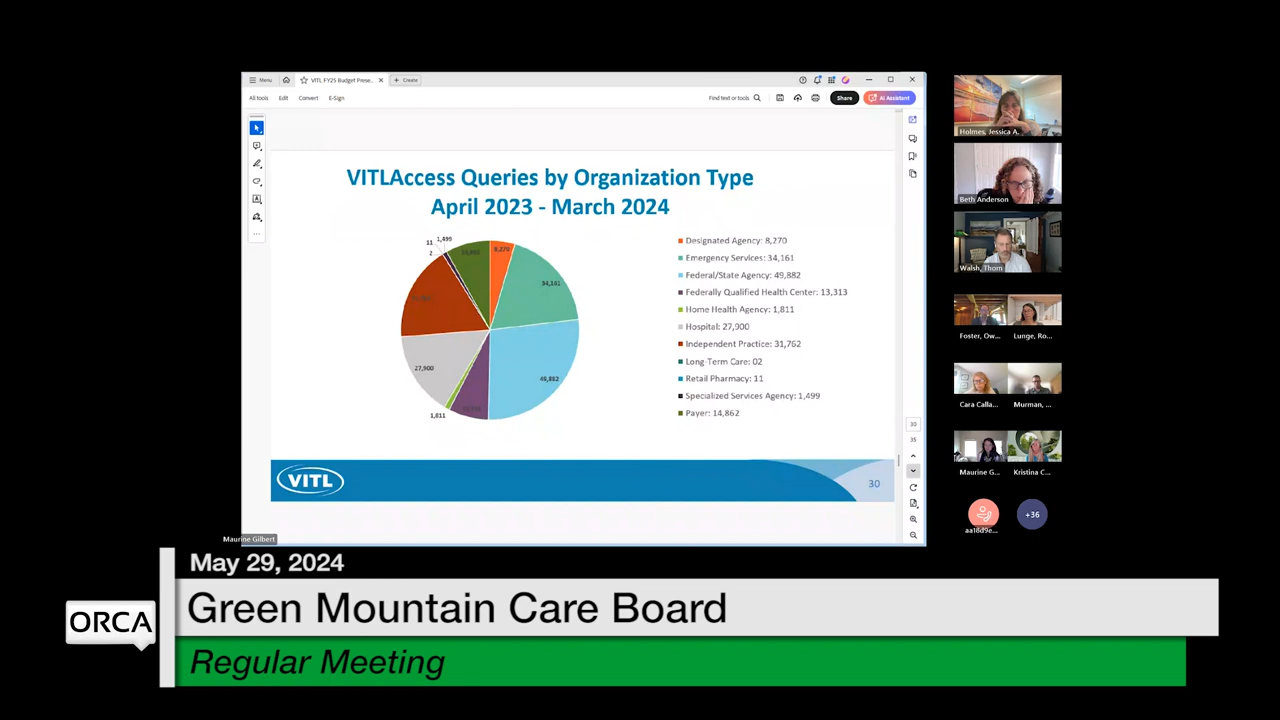 Menu
VITL FY25 Budget Prese...
Create
All tools
Edit
Convert
E-Sign
Find text or tools
Share
AI Assistant
VITLAccess Queries by Organization Type
April 2023 - March 2024
11
1,499
2
8,270
34,161
49,882
1,811
27,900
Designated Agency: 8,270
Emergency Services: 34,161
Federal/State Agency: 49,882
Federally Qualified Health Center: 13,313
Home Health Agency: 1,811
Hospital: 27,900
Independent Practice: 31,762
Long-Term Care: 02
Retail Pharmacy: 11
Specialized Services Agency: 1,499
Payer: 14,862
VITL
30
30
35
Maurine Gilbert
Holmes, Jessica A.
Beth Anderson
Walsh, Thom
Foster, Ow...
Lunge, Ro...
Cara Calla...
Murman, ...
Maurine G...
Kristina C...
aa18d9e...
+36
May 29, 2024
ORCA
Green Mountain Care Board
Regular Meeting